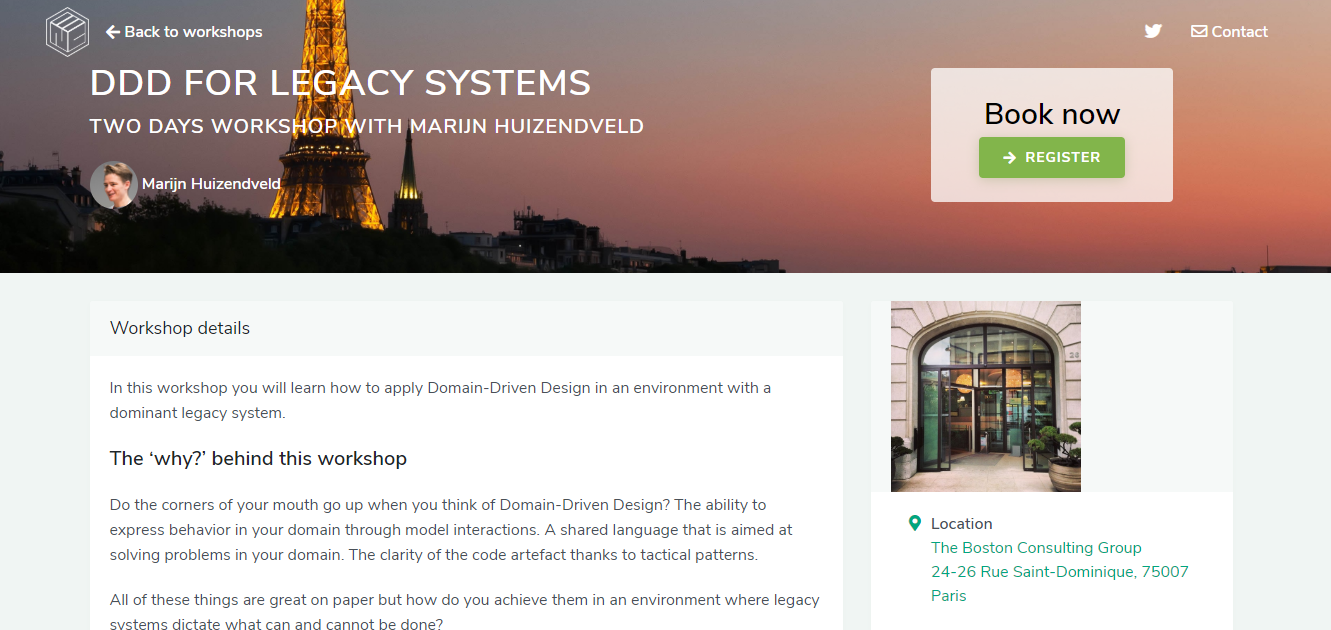 Back to workshops
Contact
DDD FOR LEGACY SYSTEMS
TWO DAYS WORKSHOP WITH MARIJN HUIZENDVELD
Marijn Huizendveld
Book now
REGISTER
Workshop details
In this workshop you will learn how to apply Domain-Driven Design in an environment with a
dominant legacy system.
The ‘why?’ behind this workshop
Do the corners of your mouth go up when you think of Domain-Driven Design? The ability to
express behavior in your domain through model interactions. A shared language that is aimed at
solving problems in your domain. The clarity of the code artefact thanks to tactical patterns.
All of these things are great on paper but how do you achieve them in an environment where legacy
systems dictate what can and cannot be done?
Location
The Boston Consulting Group
24-26 Rue Saint-Dominique, 75007
Paris